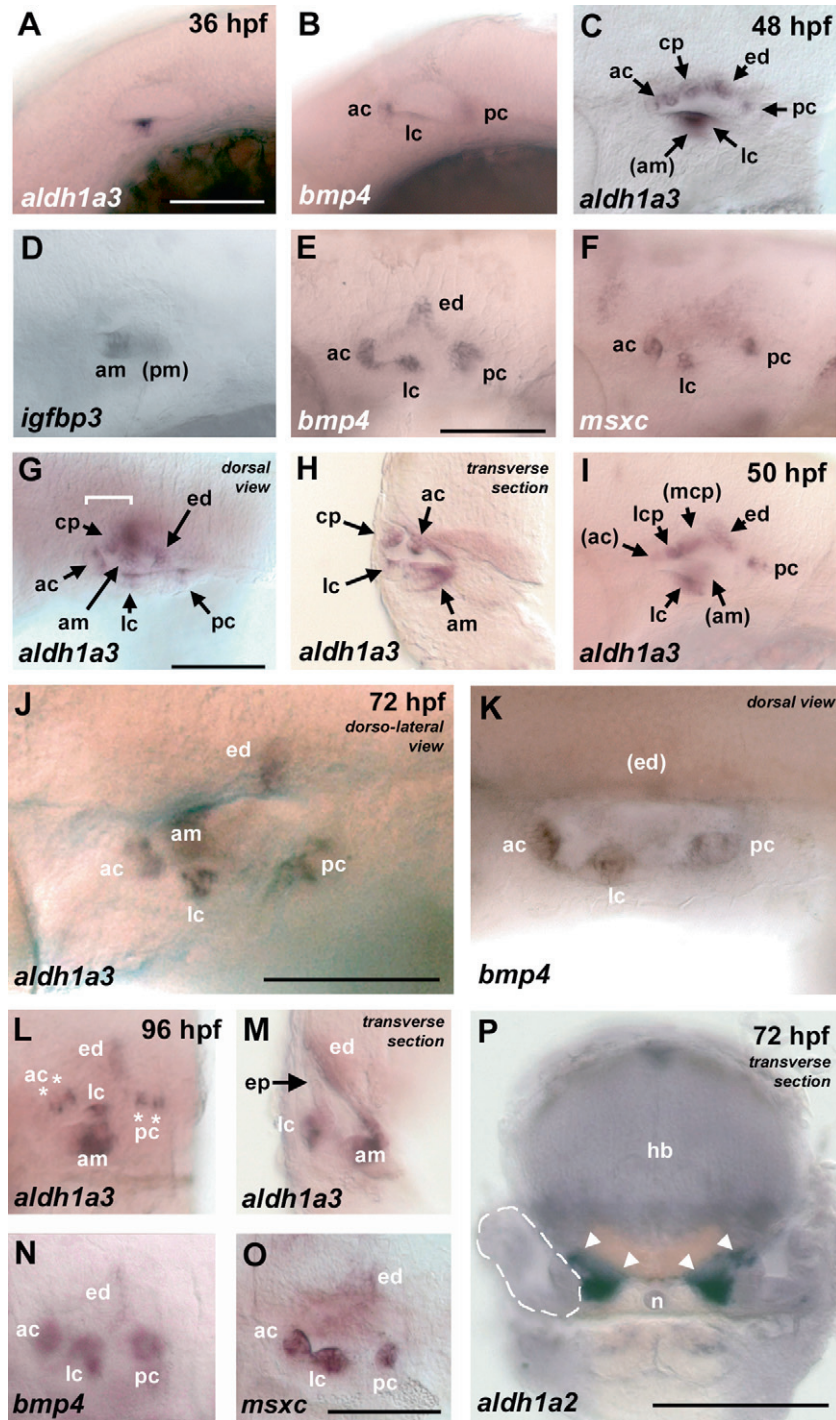 A
36 hpf
aldh1a3
B
ac
lc
pc
bmp4
C
48 hpf
cp
ed
ac
pc
(am)
lc
aldh1a3
D
am
(pm)
igfbp3
E
ed
ac
lc
pc
bmp4
F
ac
lc
pc
msxc
G
dorsal
view
cp
ed
ac
am
lc
pc
aldh1a3
H
transverse
section
cp
ac
lc
am
aldh1a3
I
50 hpf
(mcp)
lcp
ed
(ac)
pc
lc
(am)
aldh1a3
J
72 hpf
dorso-lateral
view
ed
am
ac
pc
lc
aldh1a3
K
dorsal view
(ed)
ac
pc
lc
bmp4
L
96 hpf
ed
ac
* *
lc
* *
pc
am
aldh1a3
M
transverse
section
ed
ep
lc
am
aldh1a3
N
ed
ac
lc
pc
bmp4
O
ed
ac
lc
pc
msxc
P
72 hpf
transverse
section
hb
n
aldh1a2